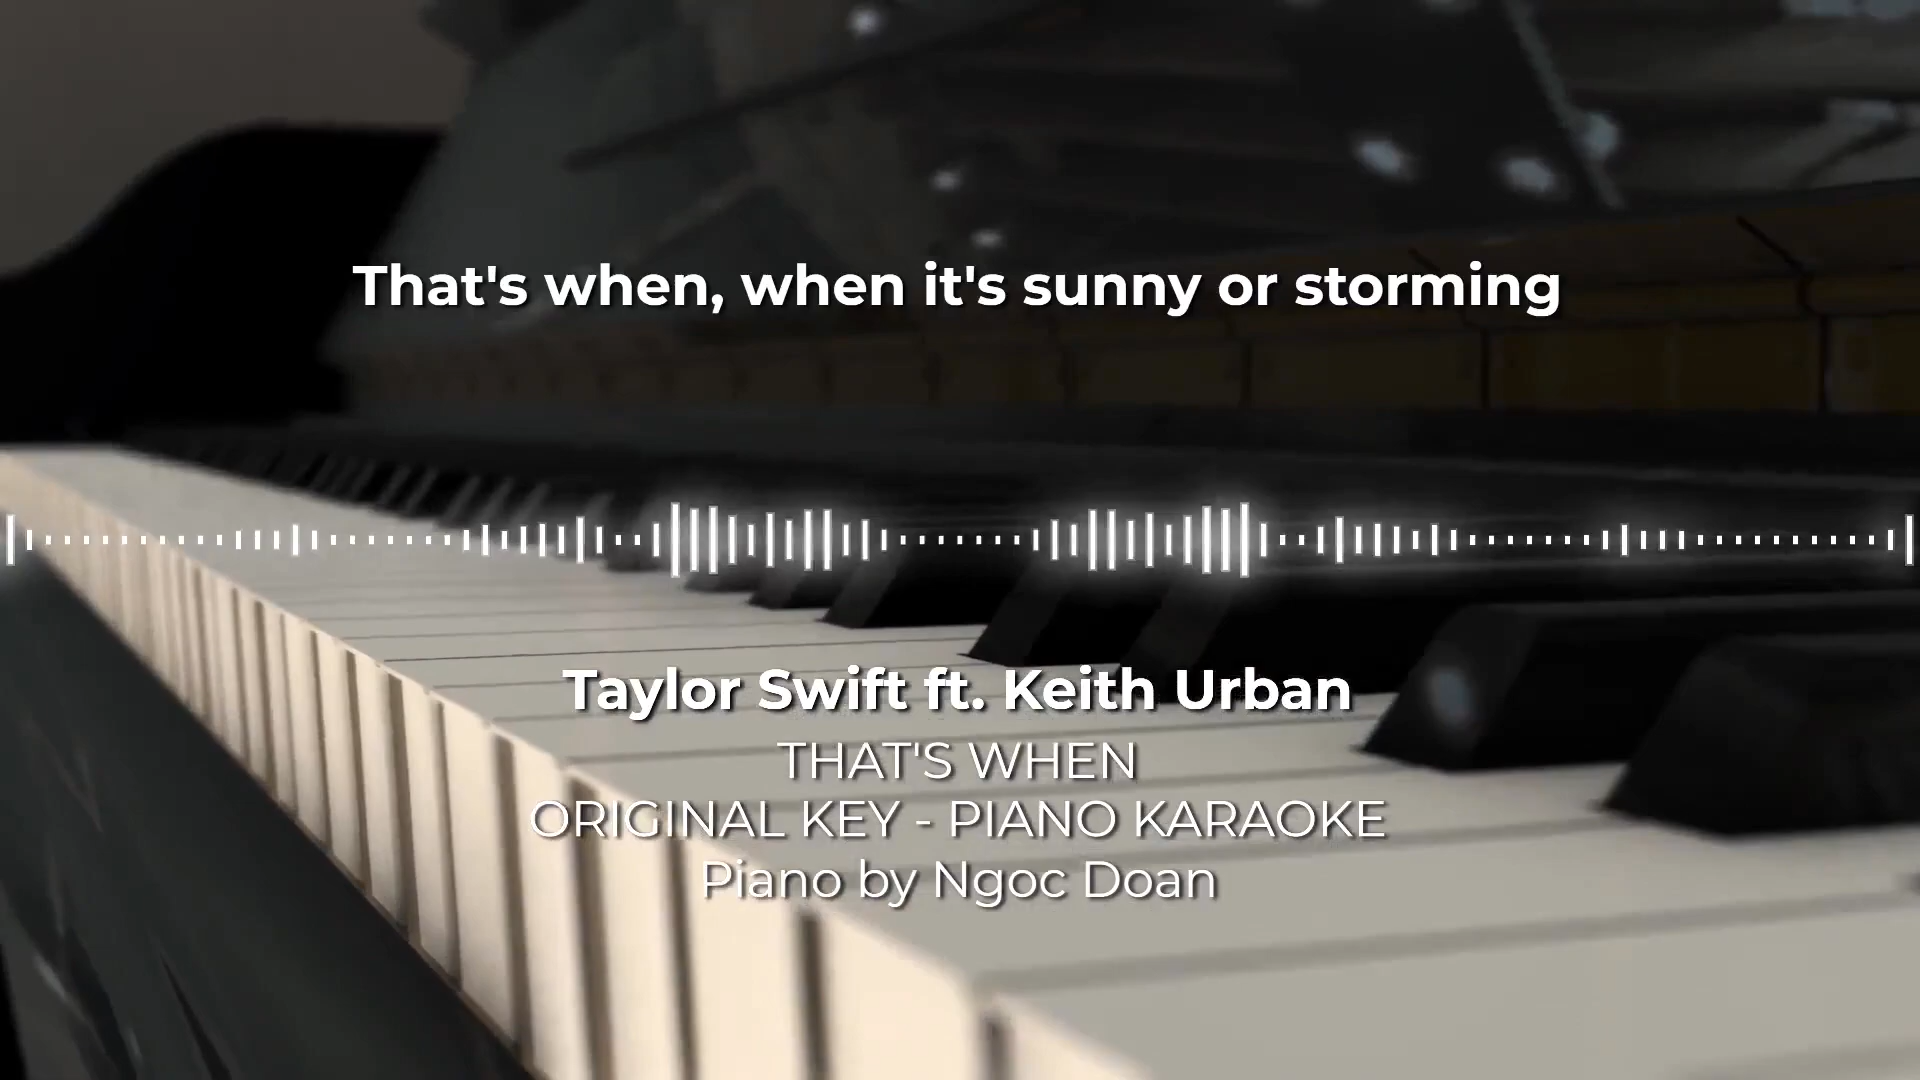 That's when, when it's sunny or storming
Taylor Swift ft. Keith Urban
THAT'S WHEN
ORIGINAL KEY - PIANO KARAOKE
Piano by Ngoc Doan